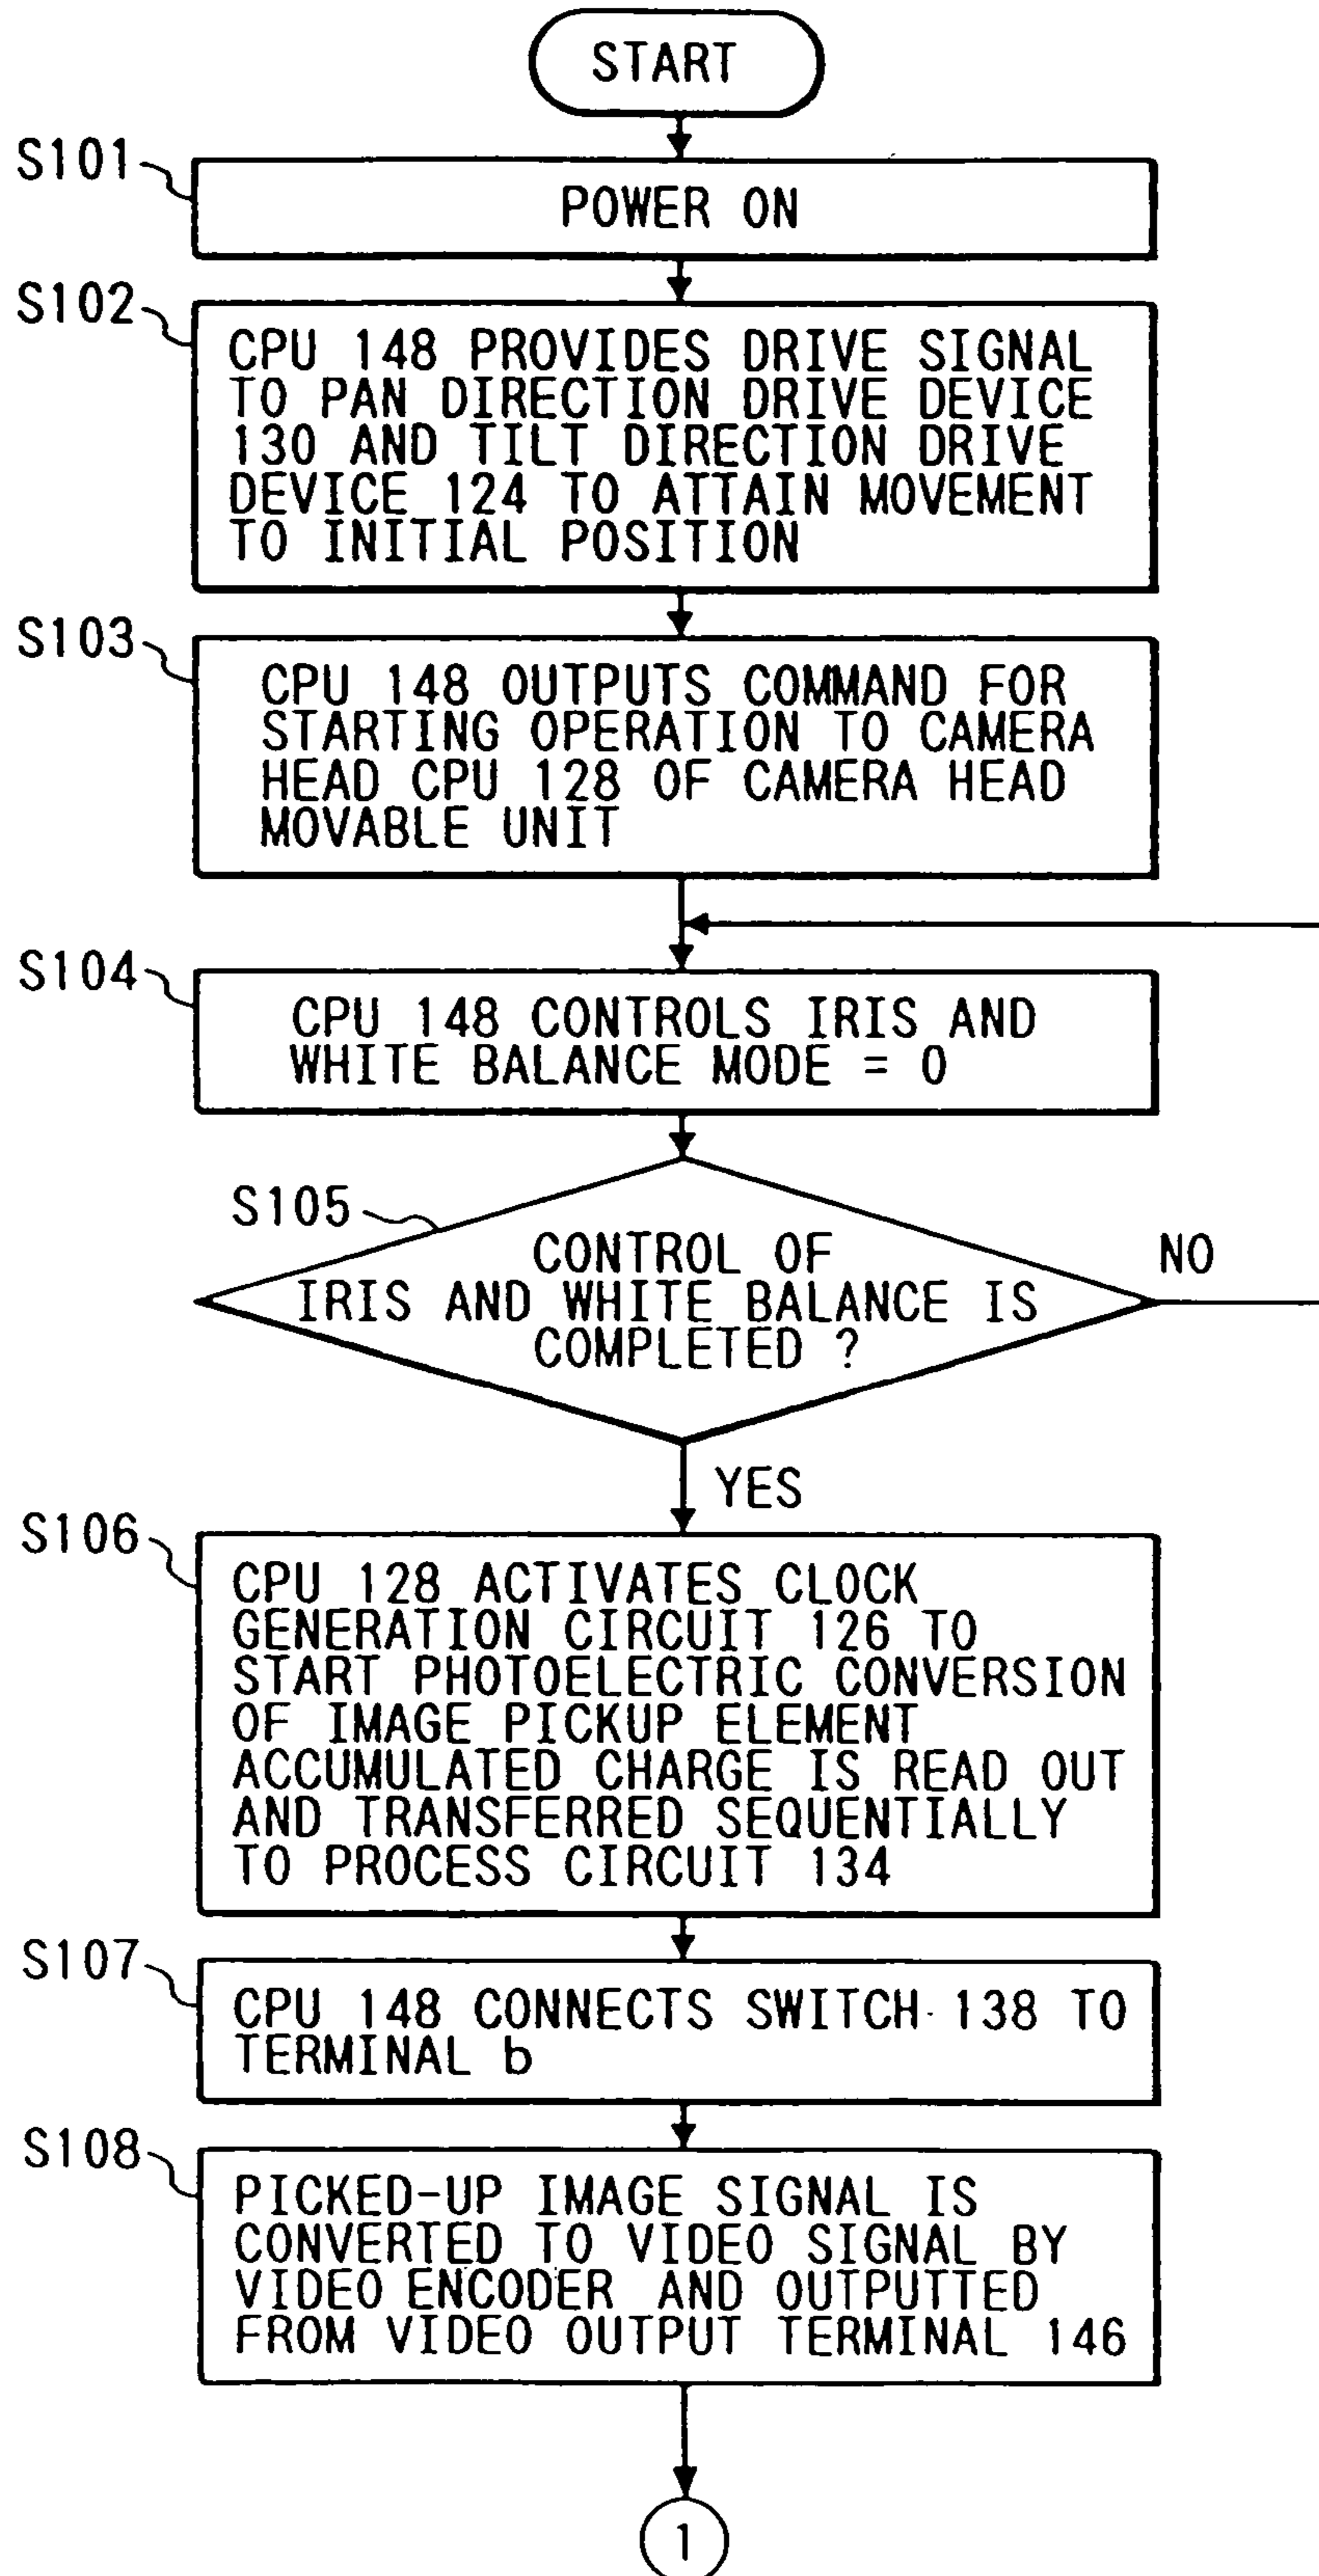 START
S101
POWER ON
S102
CPU 148 PROVIDES DRIVE SIGNAL
TO PAN DIRECTION DRIVE DEVICE
130 AND TILT DIRECTION DRIVE
DEVICE 124 TO ATTAIN MOVEMENT
TO INITIAL POSITION
S103
CPU 148 OUTPUTS COMMAND FOR
STARTING OPERATION TO CAMERA
HEAD CPU 128 OF CAMERA HEAD
MOVABLE UNIT
S104
CPU 148 CONTROLS IRIS AND
WHITE BALANCE MODE = 0
S105
CONTROL OF
IRIS AND WHITE BALANCE IS
COMPLETED ?
NO
YES
S106
CPU 128 ACTIVATES CLOCK
GENERATION CIRCUIT 126 TO
START PHOTOELECTRIC CONVERSION
OF IMAGE PICKUP ELEMENT
ACCUMULATED CHARGE IS READ OUT
AND TRANSFERRED SEQUENTIALLY
TO PROCESS CIRCUIT 134
S107
CPU 148 CONNECTS SWITCH 138 TO
TERMINAL b
S108
PICKED-UP IMAGE SIGNAL IS
CONVERTED TO VIDEO SIGNAL BY
VIDEO ENCODER AND OUTPUTTED
FROM VIDEO OUTPUT TERMINAL 146
1